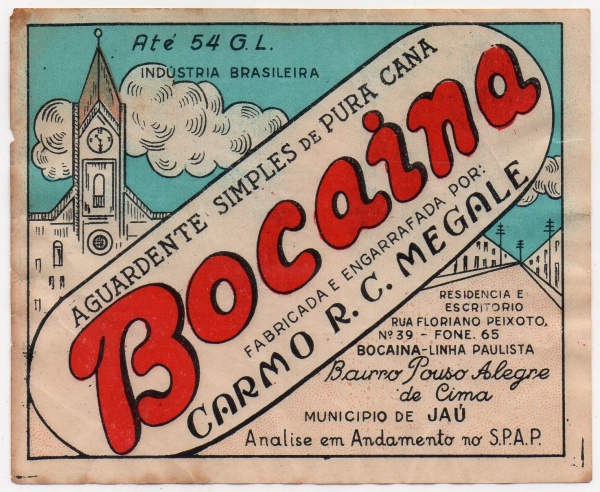 Até 54 G.L.
INDÚSTRIA BRASILEIRA
AGUARDENTE SIMPLES DE PURA CANA
Bocaina
FABRICADA E ENGARRAFADA POR:
CARMO R. C. MEGALE
RESIDENCIA E
ESCRITORIO
RUA FLORIANO PEIXOTO,
Nº 39 - FONE. 65
BOCAINA-LINHA PAULISTA
Bairro Pouso Alegre
de Cima
MUNICIPIO DE JAÚ
Analise em Andamento no S.P.A.P.